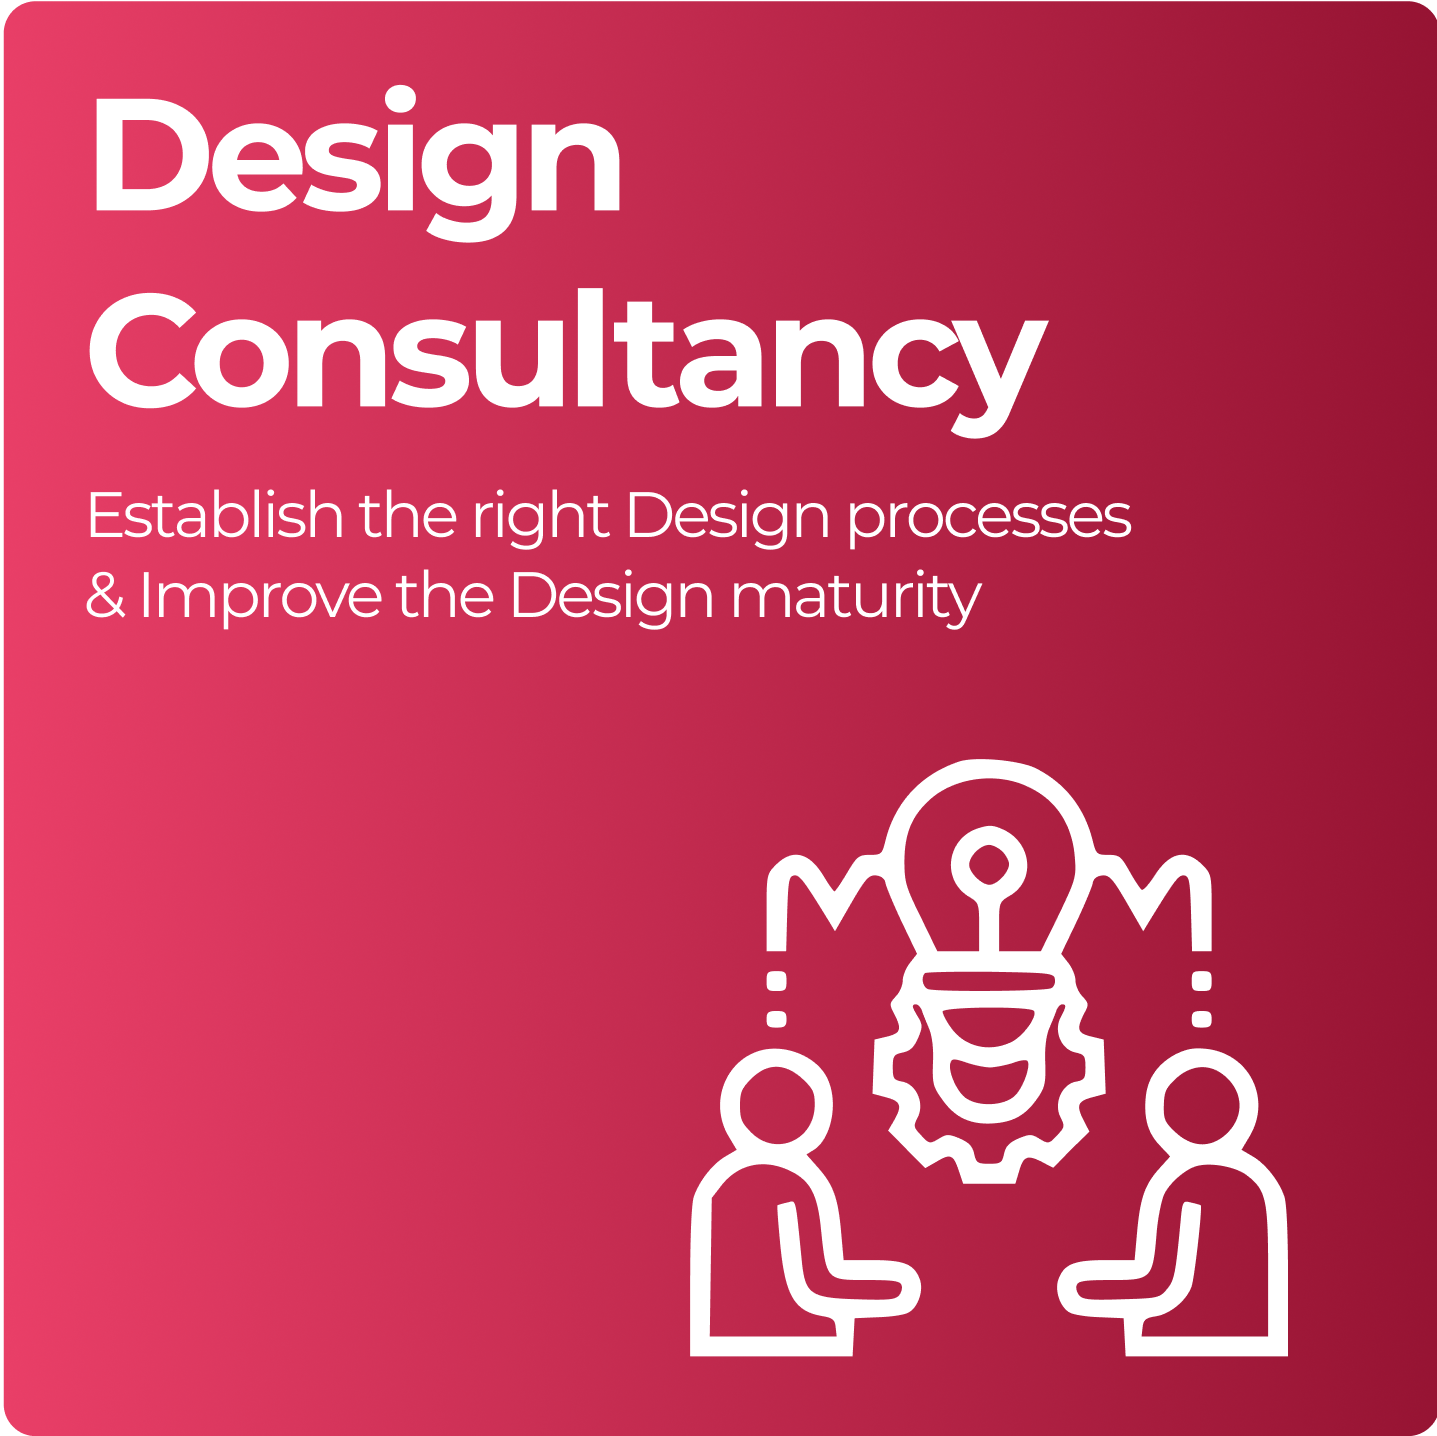 Design
Consultancy
Establish the right Design processes
& Improve the Design maturity